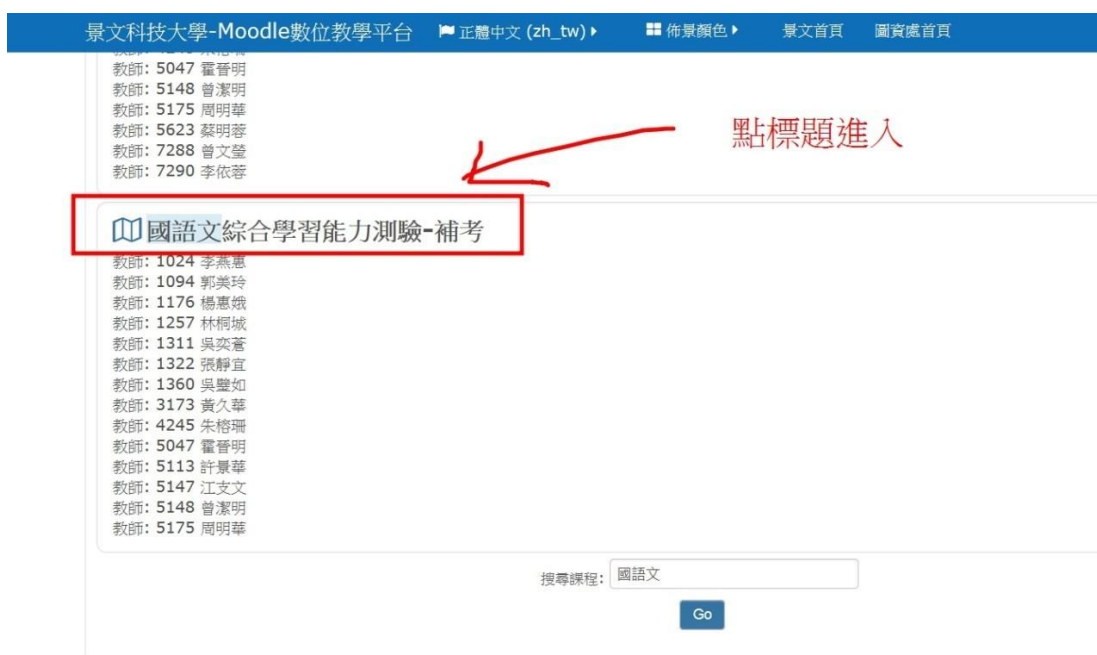 景文科技大學-Moodle數位教學平台 正體中文 (zh_tw) 佈景顏色 景文首頁 圖資處首頁
教師: 5047 霍晉明
教師: 5148 曾潔明
教師: 5175 周明華
教師: 5623 蔡明蓉
教師: 7288 曾文瑩
教師: 7290 李依蓉
點標題進入
國語文綜合學習能力測驗-補考
教師: 1024 李燕惠
教師: 1094 郭美玲
教師: 1176 楊惠娥
教師: 1257 林桐城
教師: 1311 吳奕蒼
教師: 1322 張靜宜
教師: 1360 吳璧如
教師: 3173 黃久華
教師: 4245 朱榕珊
教師: 5047 霍晉明
教師: 5113 許景華
教師: 5147 江支文
教師: 5148 曾潔明
教師: 5175 周明華
搜尋課程: 國語文
Go